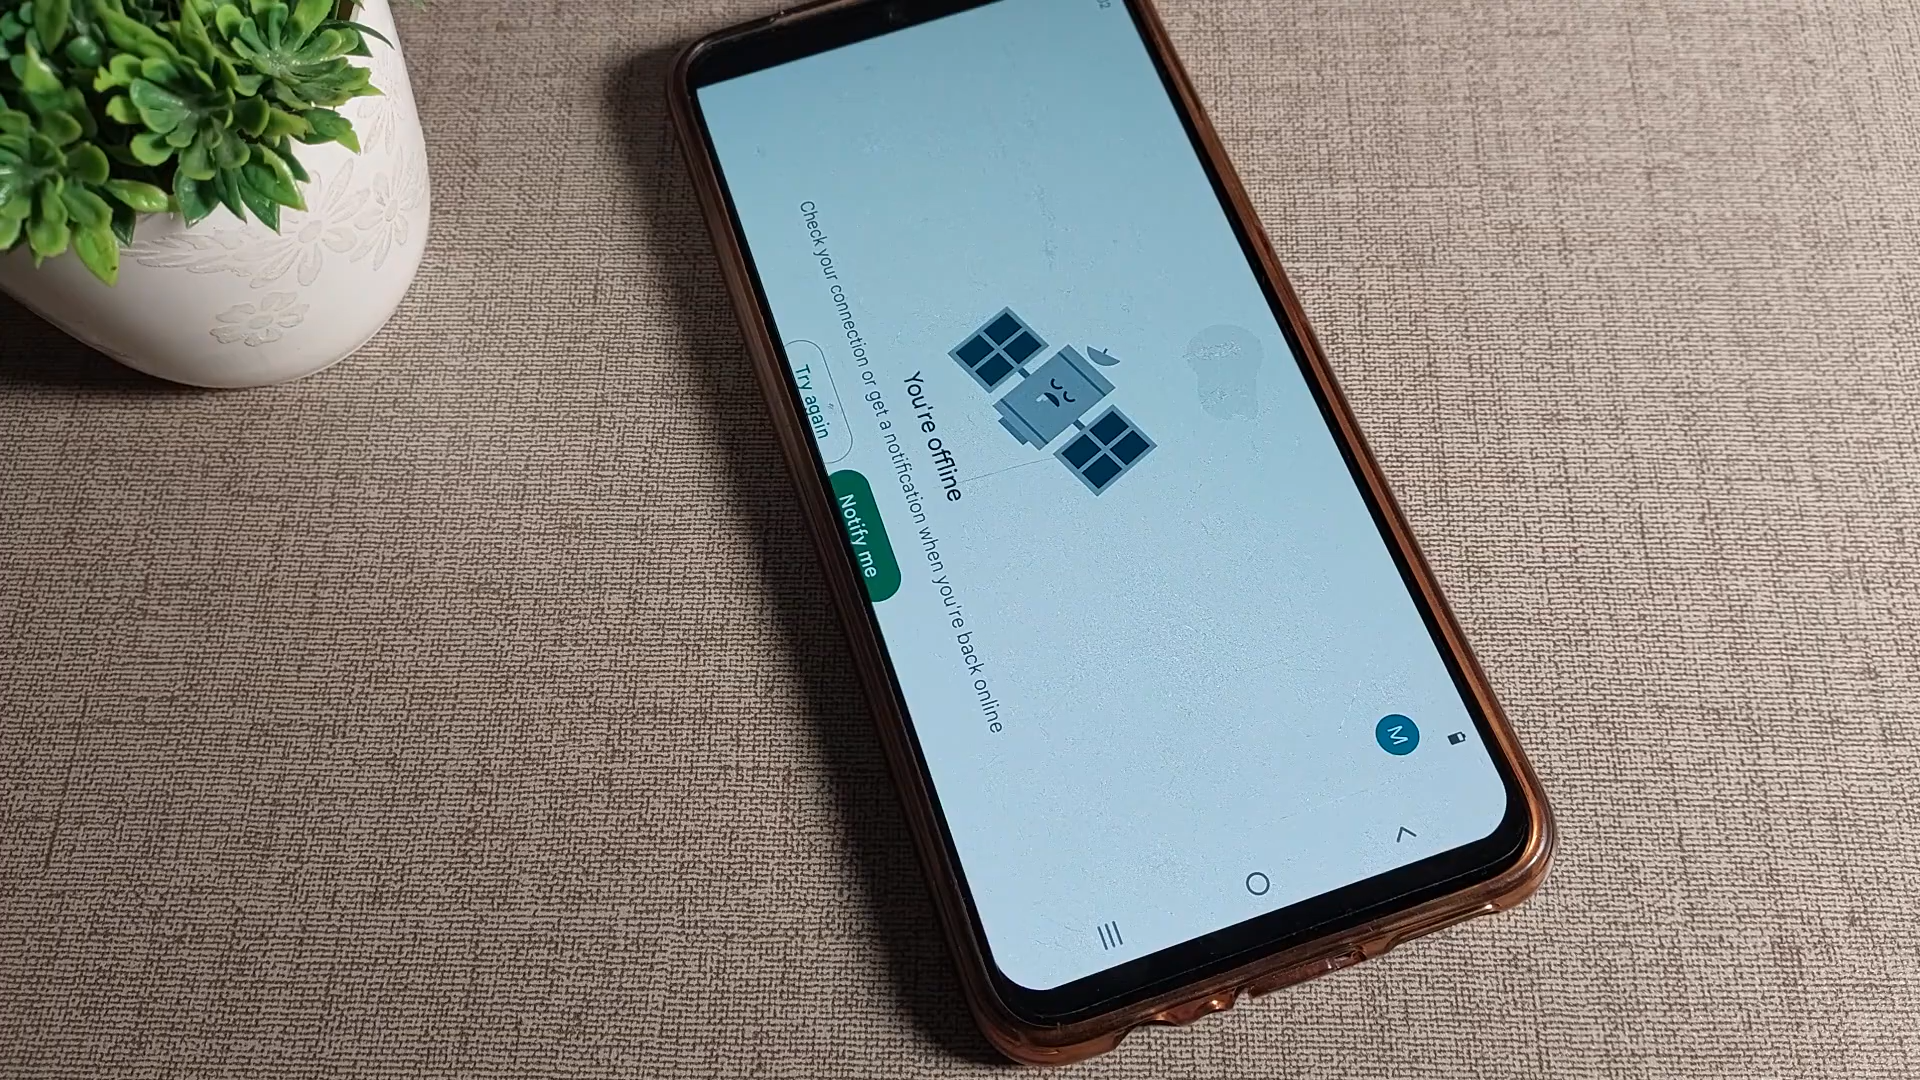 M
You're offline
Check your connection or get a notification when you're back online
Try again
Notify me